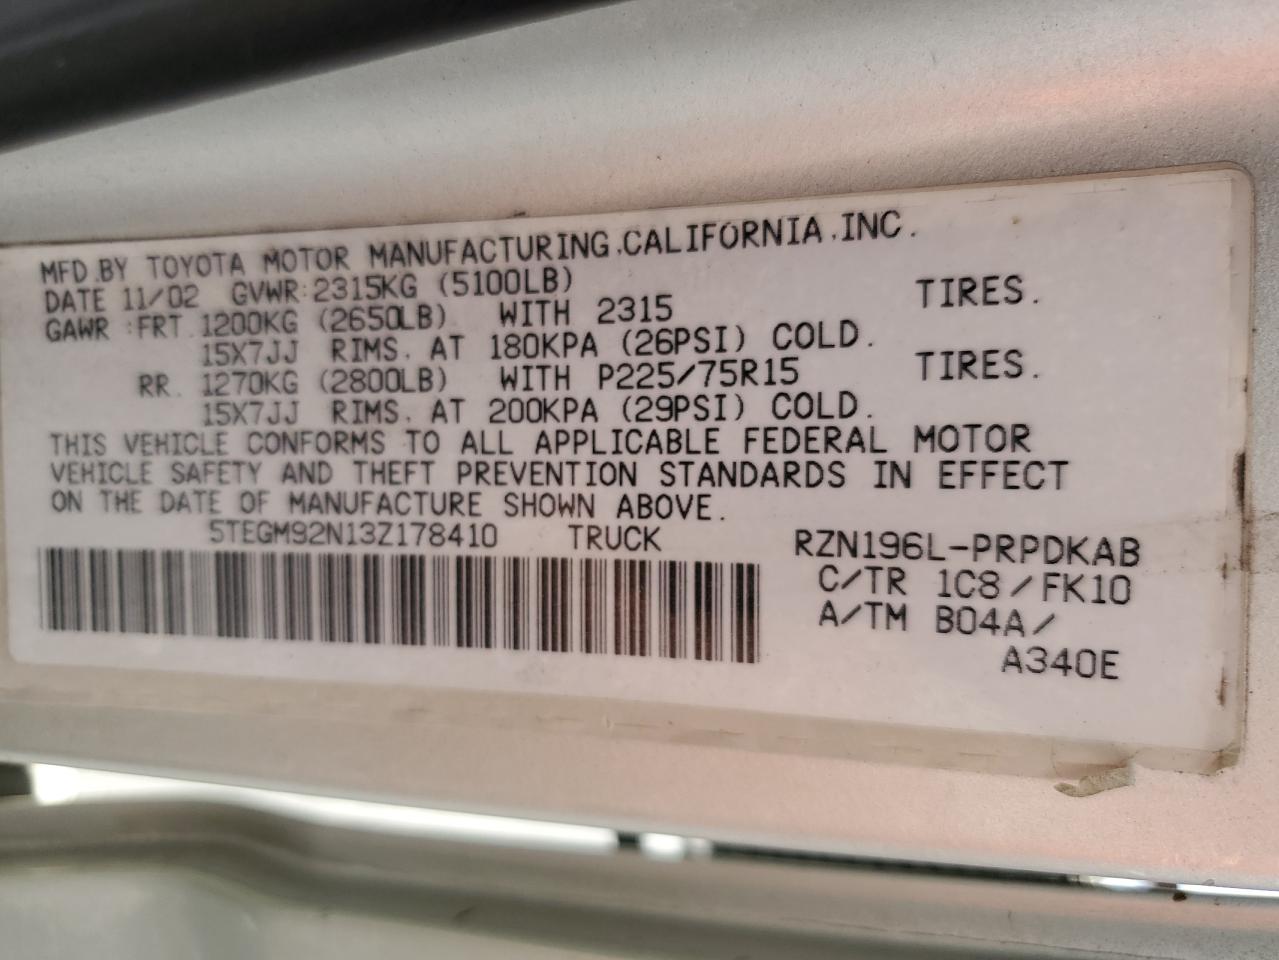 MFD.BY TOYOTA MOTOR MANUFACTURING.CALIFORNIA.INC.
DATE 11/02 GVWR:2315KG (5100LB)
GAWR :FRT. 1200KG (2650LB) WITH 2315 TIRES.
15X7JJ RIMS. AT 180KPA (26PSI) COLD.
RR. 1270KG (2800LB) WITH P225/75R15 TIRES.
15X7JJ RIMS. AT 200KPA (29PSI) COLD.
THIS VEHICLE CONFORMS TO ALL APPLICABLE FEDERAL MOTOR
VEHICLE SAFETY AND THEFT PREVENTION STANDARDS IN EFFECT
ON THE DATE OF MANUFACTURE SHOWN ABOVE.
5TEGM92N13Z178410 TRUCK RZN196L-PRPDKAB
C/TR 1C8/FK10
A/TM B04A/
A340E